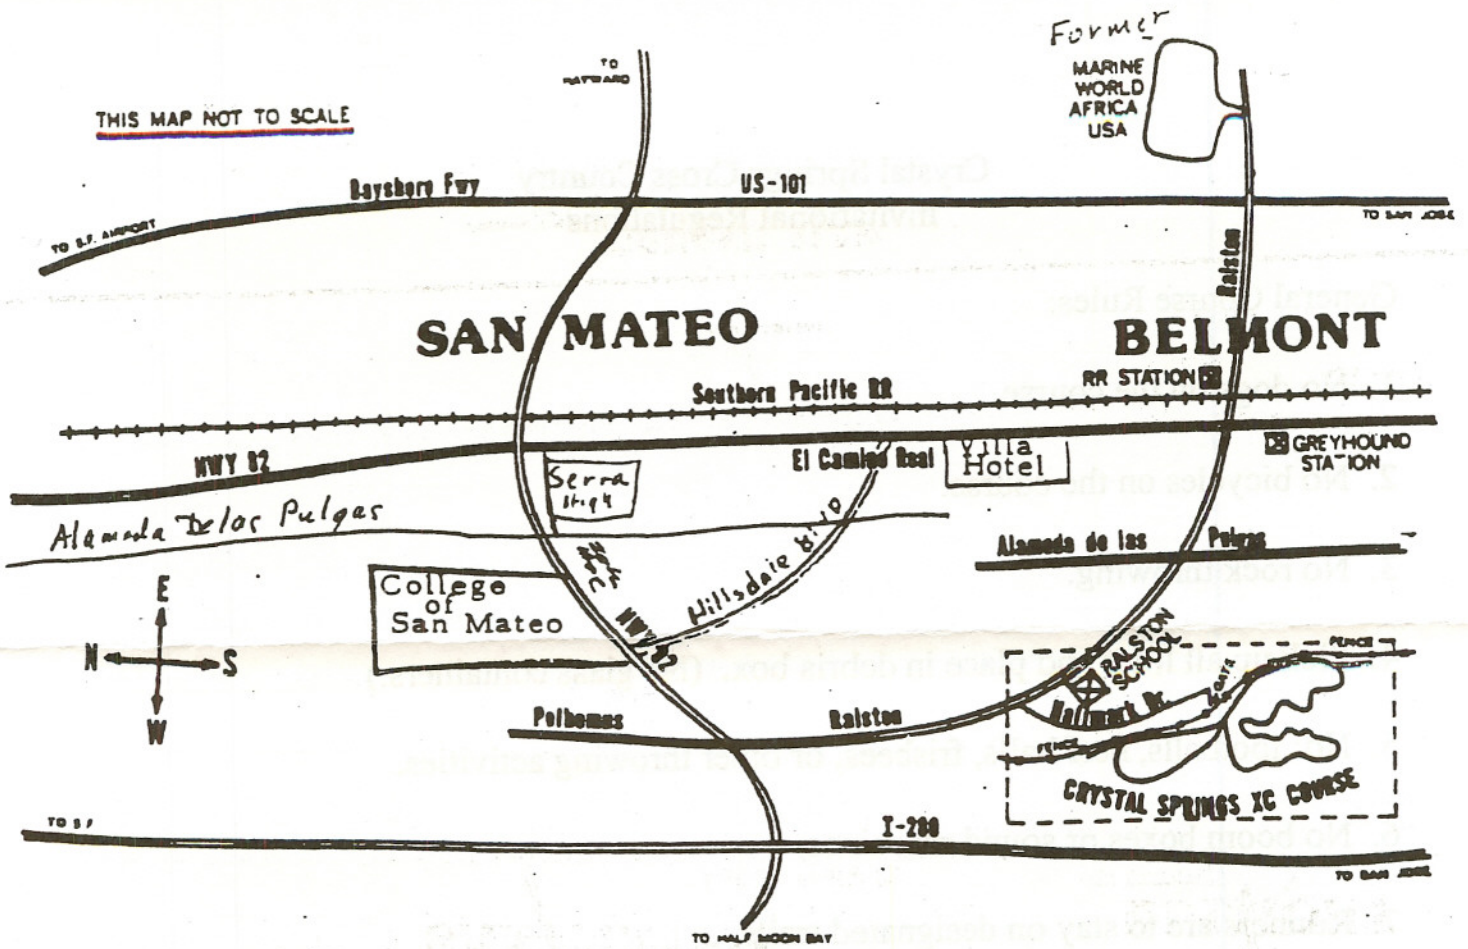 Former
MARINE
WORLD
AFRICA
USA
TO
HAYWARD
THIS MAP NOT TO SCALE
Bayshore Fwy
US-101
TO S.F. AIRPORT
TO SAN JOSE
Ralston
SAN MATEO
BELMONT
RR STATION
Southern Pacific RR
HWY 82
El Camino Real
Villa
Hotel
GREYHOUND
STATION
Serra
High
Alameda Delas Pulgas
Hillsdale Blvd
Alameda de las Pulgas
College
of
San Mateo
HWY 92
E
N
S
W
RALSTON
SCHOOL
FENCE
GATE
Hallmark Dr.
Polhemus
Ralston
FENCE
CRYSTAL SPRINGS XC COURSE
TO SF
I-280
TO SAN JOSE
TO HALF MOON BAY